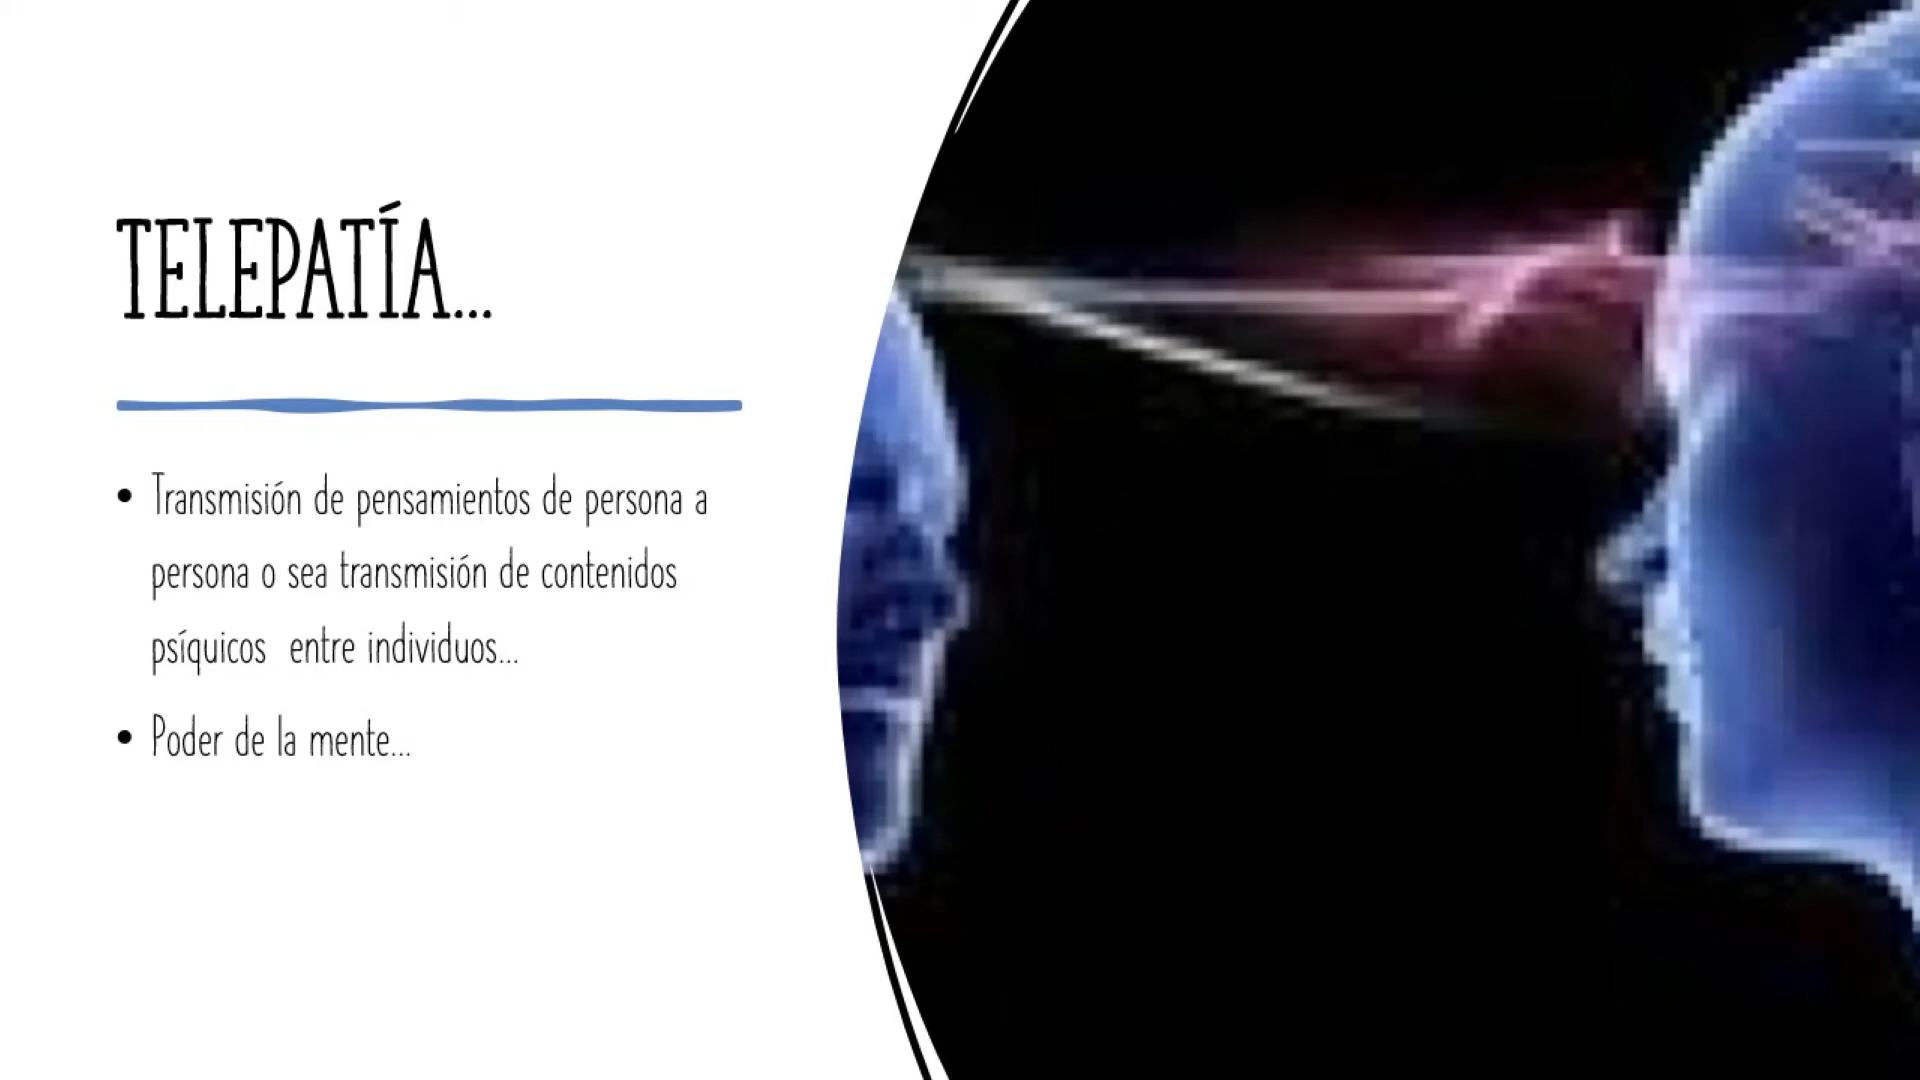 TELEPATÍA...
• Transmisión de pensamientos de persona a
persona o sea transmisión de contenidos
psíquicos  entre individuos...
• Poder de la mente...